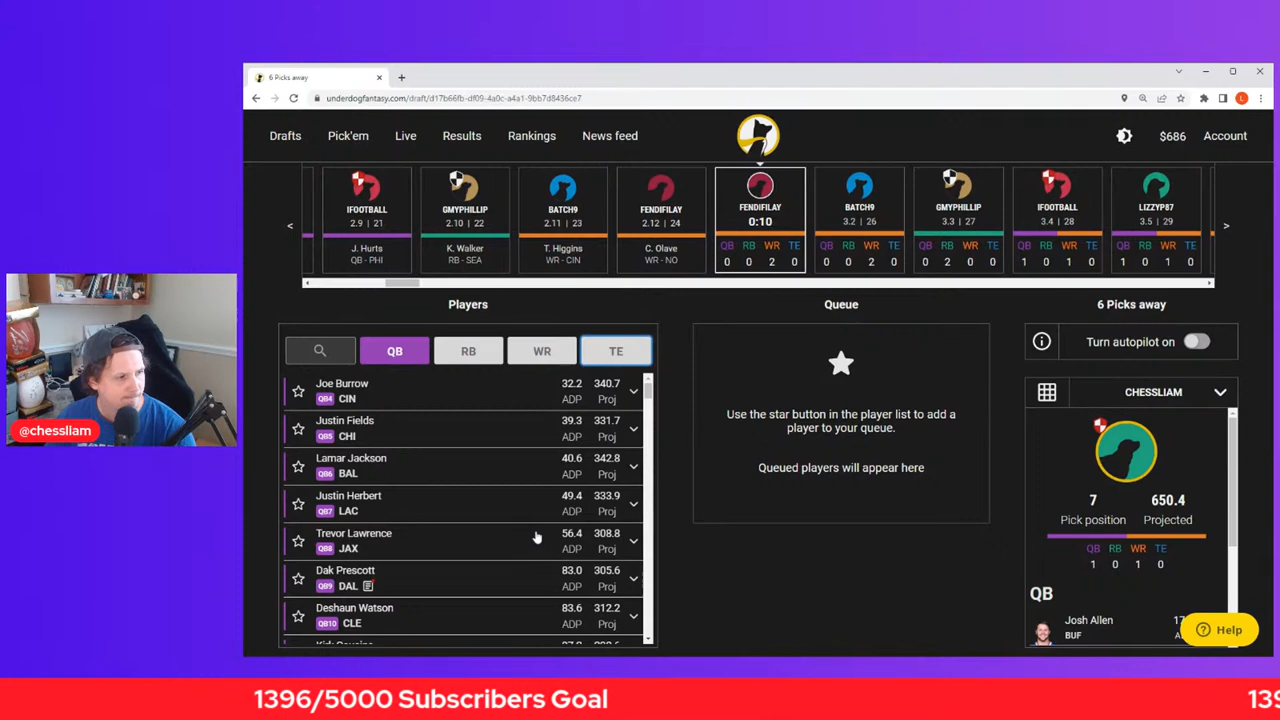 6 Picks away
underdogfantasy.com/draft/d17b66fb-df09-4a0c-a4a1-9bb7d8436ce7
Drafts Pick'em Live Results Rankings News feed $686 Account
IFOOTBALL GMYPHILLIP BATCH9 FENDIFILAY FENDIFILAY BATCH9 GMYPHILLIP IFOOTBALL LIZZYP87
2.9 | 21 2.10 | 22 2.11 | 23 2.12 | 24 0:10 3.2 | 26 3.3 | 27 3.4 | 28 3.5 | 29
J. Hurts K. Walker T. Higgins C. Olave QB RB WR TE QB RB WR TE QB RB WR TE QB RB WR TE QB RB WR TE
QB - PHI RB - SEA WR - CIN WR - NO 0 0 2 0 0 0 2 0 0 2 0 0 1 0 1 0 1 0 1 0
Players
QB RB WR TE
Joe Burrow 32.2 340.7
QB4 CIN ADP Proj
Justin Fields 39.3 331.7
QB5 CHI ADP Proj
Lamar Jackson 40.6 342.8
QB6 BAL ADP Proj
Justin Herbert 49.4 333.9
QB7 LAC ADP Proj
Trevor Lawrence 56.4 308.8
QB8 JAX ADP Proj
Dak Prescott 83.0 305.6
QB9 DAL ADP Proj
Deshaun Watson 83.6 312.2
QB10 CLE ADP Proj
Queue
Use the star button in the player list to add a
player to your queue.
Queued players will appear here
6 Picks away
Turn autopilot on
CHESSLIAM
7 650.4
Pick position Projected
QB RB WR TE
1 0 1 0
QB
Josh Allen 17
BUF A
Help
@chessliam
1396/5000 Subscribers Goal 139